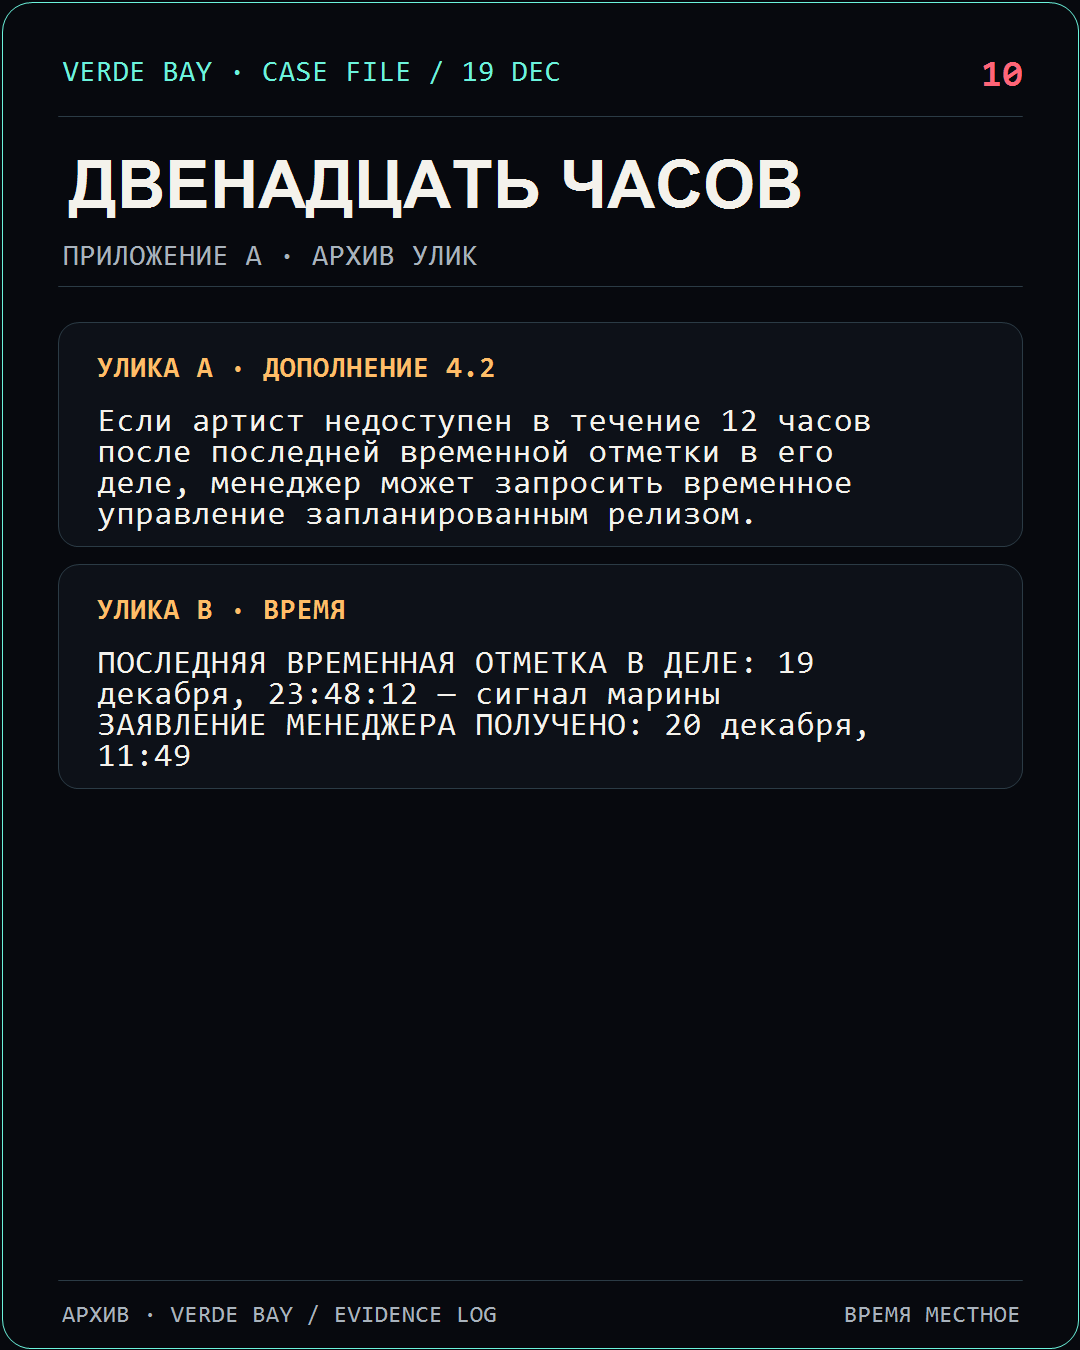 VERDE BAY · CASE FILE / 19 DEC
10
ДВЕНАДЦАТЬ ЧАСОВ
ПРИЛОЖЕНИЕ А · АРХИВ УЛИК
УЛИКА А · ДОПОЛНЕНИЕ 4.2
Если артист недоступен в течение 12 часов
после последней временной отметки в его
деле, менеджер может запросить временное
управление запланированным релизом.
УЛИКА В · ВРЕМЯ
ПОСЛЕДНЯЯ ВРЕМЕННАЯ ОТМЕТКА В ДЕЛЕ: 19
декабря, 23:48:12 — сигнал марины
ЗАЯВЛЕНИЕ МЕНЕДЖЕРА ПОЛУЧЕНО: 20 декабря,
11:49
АРХИВ · VERDE BAY / EVIDENCE LOG
ВРЕМЯ МЕСТНОЕ